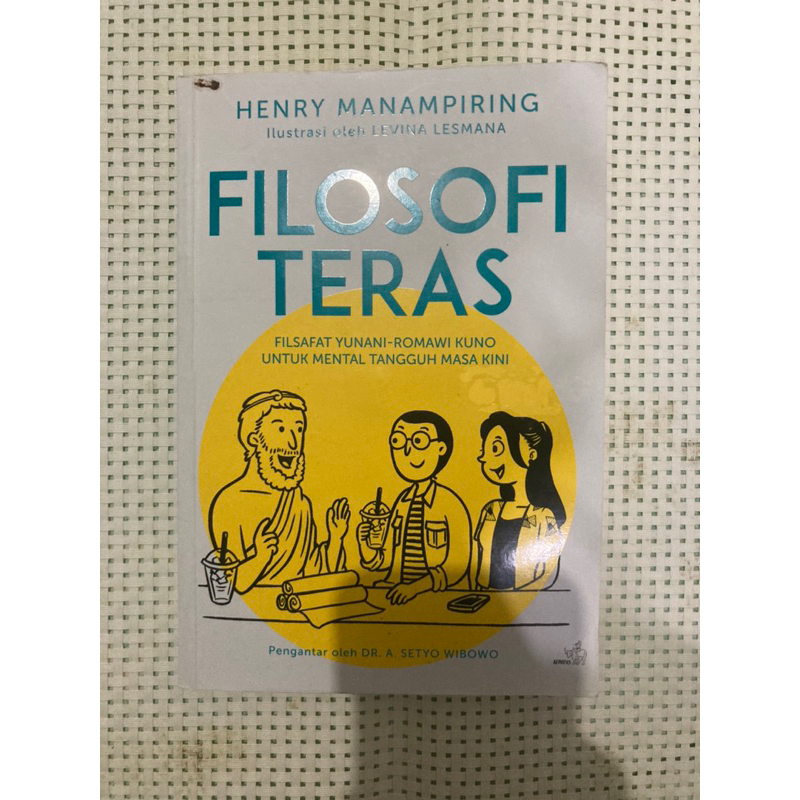 HENRY MANAMPIRING
Ilustrasi oleh LEVINA LESMANA
FILOSOFI
TERAS
FILSAFAT YUNANI-ROMAWI KUNO
UNTUK MENTAL TANGGUH MASA KINI
Pengantar oleh DR. A. SETYO WIBOWO